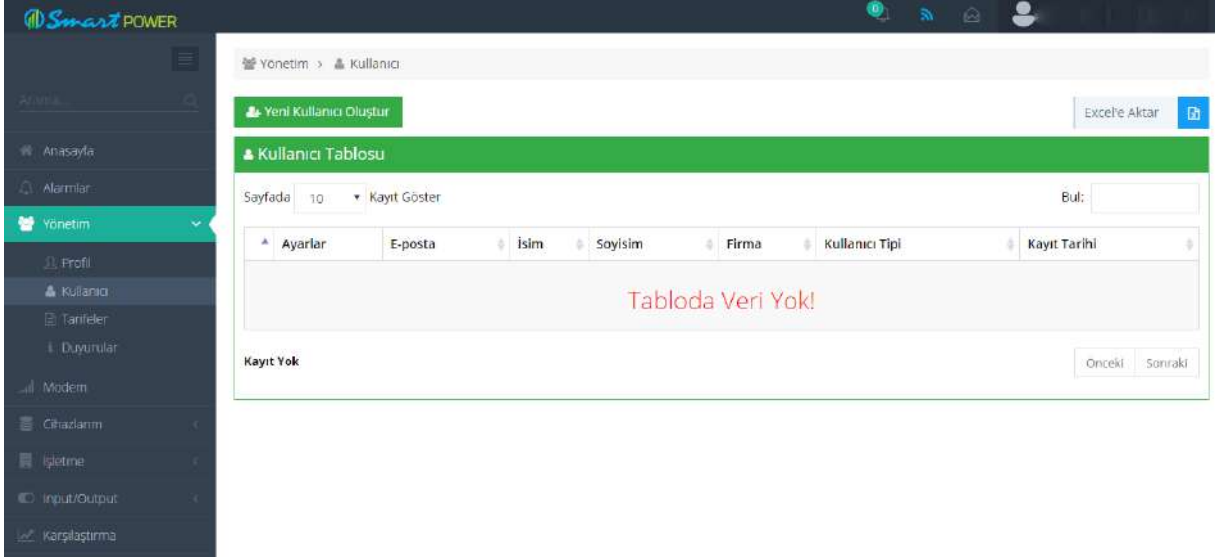 Smart POWER
0
Yönetim > Kullanıcı
Arama...
Yeni Kullanıcı Oluştur
Excel'e Aktar
Anasayfa
Kullanıcı Tablosu
Alarmlar
Sayfada 10 Kayıt Göster
Bul:
Yönetim
Ayarlar E-posta İsim Soyisim Firma Kullanıcı Tipi Kayıt Tarihi
Profil
Kullanıcı
Tabloda Veri Yok!
Tarifeler
Duyurular
Kayıt Yok
Önceki Sonraki
Modem
Cihazlarım
İşletme
Input/Output
Karşılaştırma